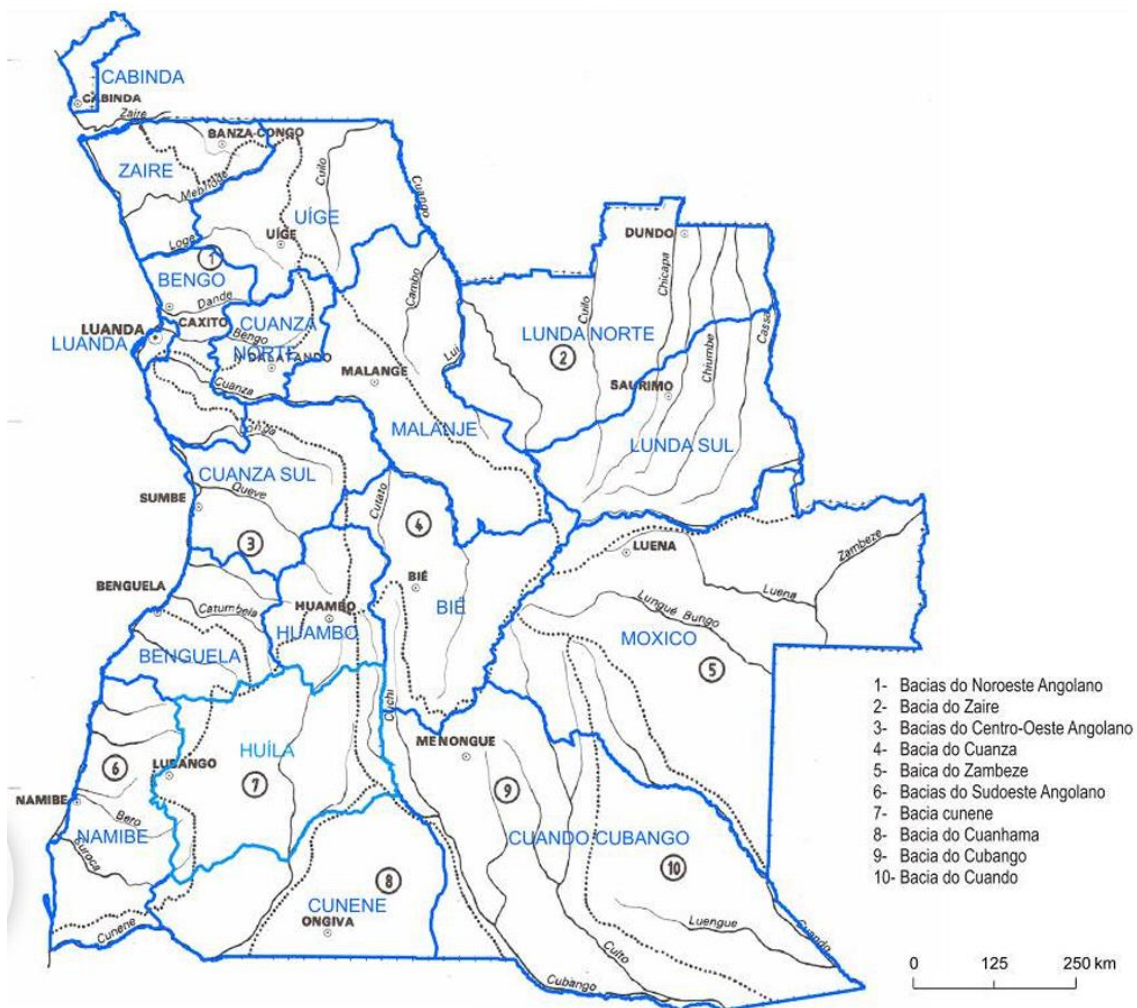 CABINDA
CABINDA
Zaire
BANZA-CONGO
ZAIRE
Cuilo
Cuango
UÍGE
UÍGE
Loge
1
BENGO
Dande
CAXITO
LUANDA
LUANDA
CUANZA
NORTE
Bengo
Cuanza
MALANGE
Cambo
Lui
MALANJE
DUNDO
Chicapa
Cuilo
LUNDA NORTE
2
Chiumbe
SAURIMO
LUNDA SUL
Longa
CUANZA SUL
Queve
SUMBE
3
Cutato
4
BIÉ
BIÉ
LUENA
Luena
Zambeze
Lungué Bungo
MOXICO
5
BENGUELA
Catumbela
BENGUELA
HUAMBO
HUAMBO
Cuchi
MENONGUE
HUÍLA
LUBANGO
7
6
NAMIBE
Bero
NAMIBE
Curoca
Cunene
9
CUANDO CUBANGO
10
8
CUNENE
ONGIVA
Luengue
Cuito
Cubango
Cuando
1- Bacias do Noroeste Angolano
2- Bacia do Zaire
3- Bacias do Centro-Oeste Angolano
4- Bacia do Cuanza
5- Baica do Zambeze
6- Bacias do Sudoeste Angolano
7- Bacia cunene
8- Bacia do Cuanhama
9- Bacia do Cubango
10- Bacia do Cuando
0 125 250 km